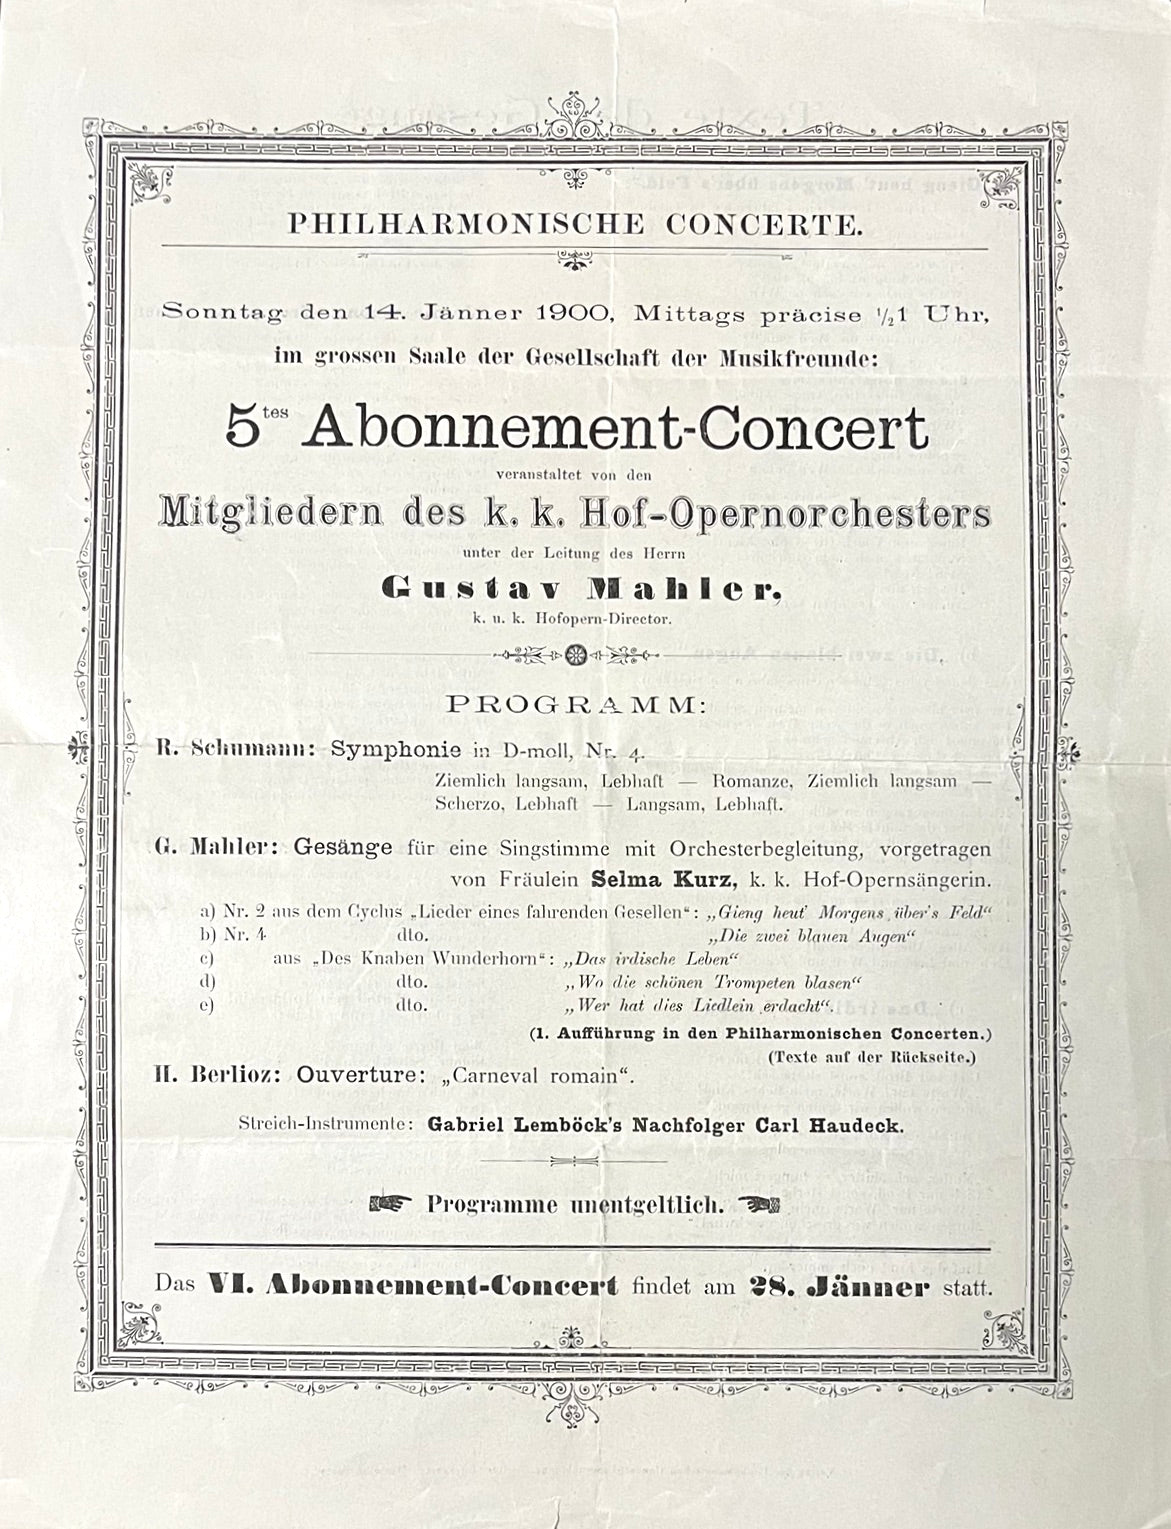 PHILHARMONISCHE CONCERTE.
Sonntag den 14. Jänner 1900, Mittags präcise 1/2 1 Uhr,
im grossen Saale der Gesellschaft der Musikfreunde:
5tes Abonnement-Concert
veranstaltet von den
Mitgliedern des k. k. Hof-Opernorchesters
unter der Leitung des Herrn
Gustav Mahler,
k. u. k. Hofopern-Director.
PROGRAMM:
R. Schumann: Symphonie in D-moll, Nr. 4.
Ziemlich langsam, Lebhaft — Romanze, Ziemlich langsam —
Scherzo, Lebhaft — Langsam, Lebhaft.
G. Mahler: Gesänge für eine Singstimme mit Orchesterbegleitung, vorgetragen
von Fräulein Selma Kurz, k. k. Hof-Opernsängerin.
a) Nr. 2 aus dem Cyclus „Lieder eines fahrenden Gesellen“: „Gieng heut' Morgens über's Feld“
b) Nr. 4 dto. „Die zwei blauen Augen“
c) aus „Des Knaben Wunderhorn“: „Das irdische Leben“
d) dto. „Wo die schönen Trompeten blasen“
e) dto. „Wer hat dies Liedlein erdacht“.
(1. Aufführung in den Philharmonischen Concerten.)
(Texte auf der Rückseite.)
H. Berlioz: Ouverture: „Carneval romain“.
Streich-Instrumente: Gabriel Lemböck's Nachfolger Carl Haudeck.
Programme unentgeltlich.
Das VI. Abonnement-Concert findet am 28. Jänner statt.